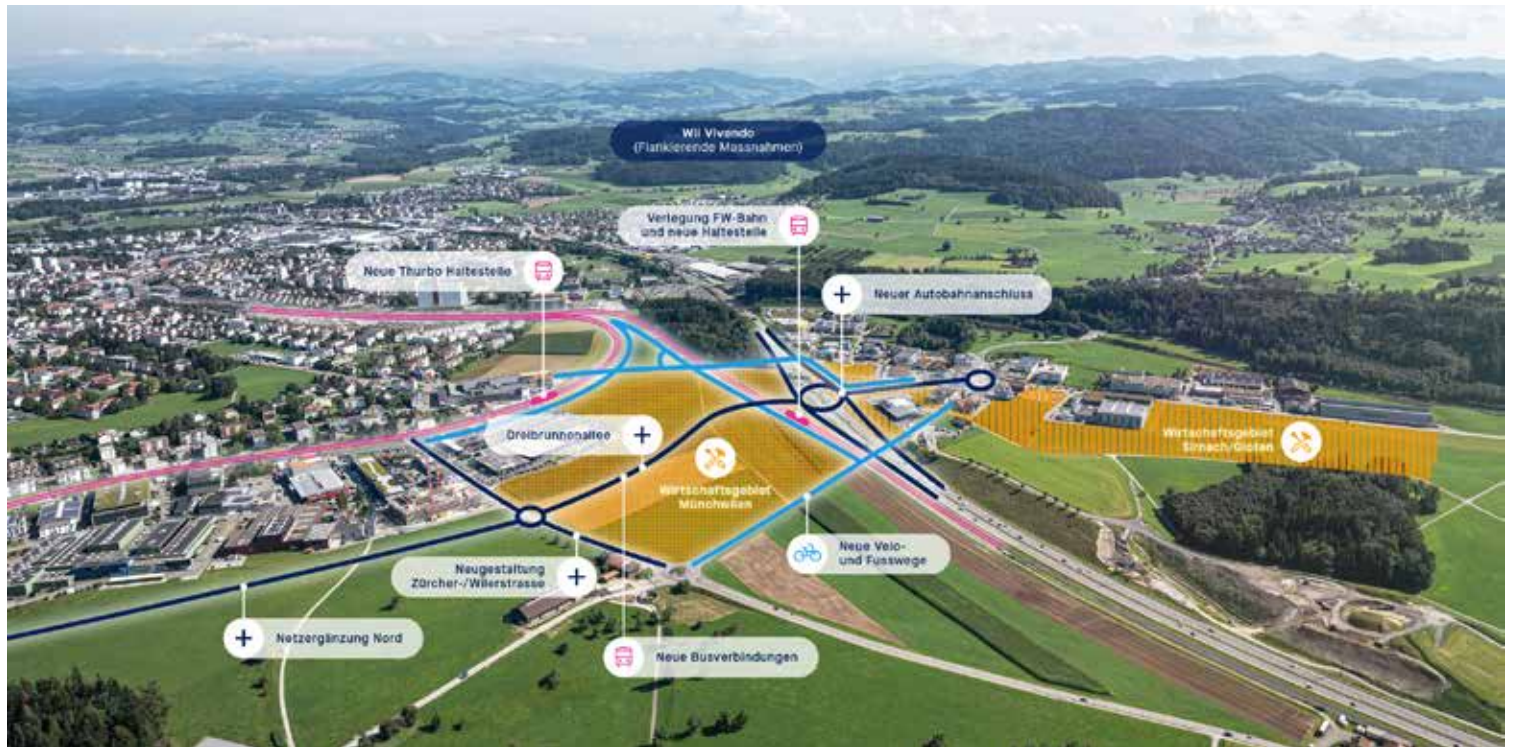 Wil Vivendo
(Flankierende Massnahmen)
Verlegung FW-Bahn
und neue Haltestelle
Neue Thurbo Haltestelle
Neuer Autobahnanschluss
Dreibrunnenallee
Wirtschaftsgebiet
Sirnach/Gloten
Wirtschaftsgebiet
Münchwilen
Neue Velo-
und Fusswege
Neugestaltung
Zürcher-/Wilerstrasse
Netzergänzung Nord
Neue Busverbindungen